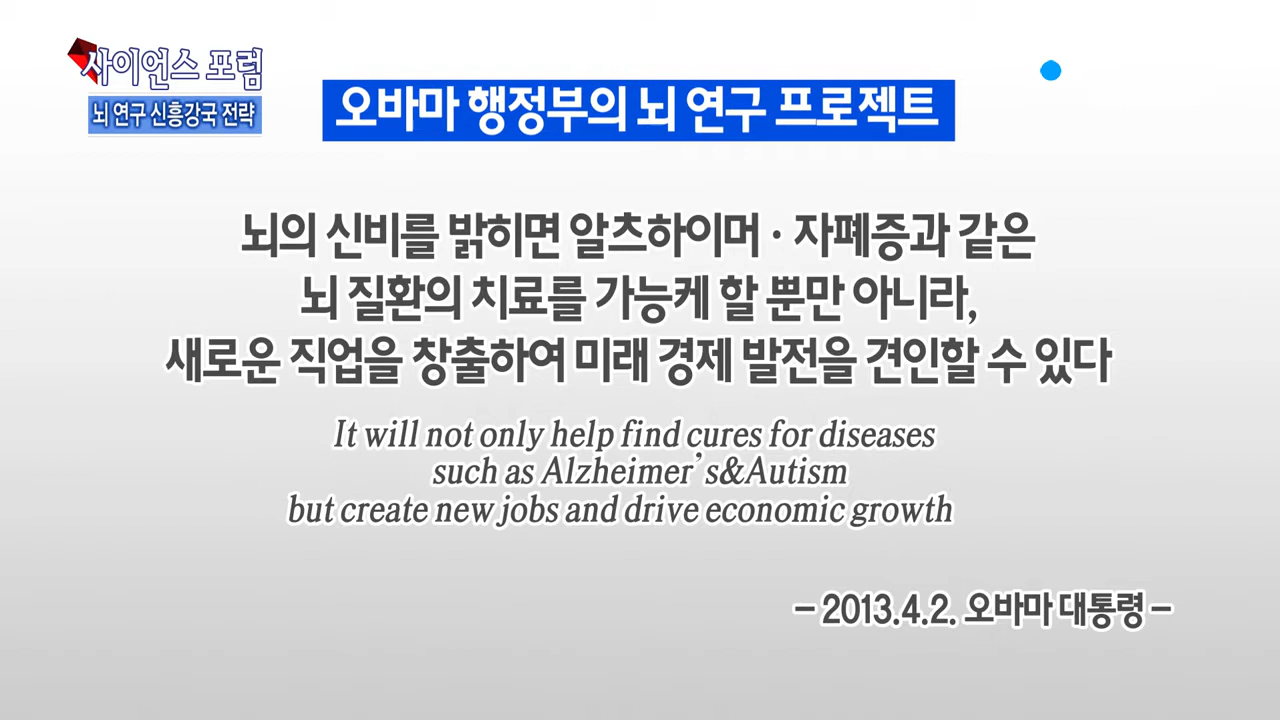 사이언스 포럼
뇌 연구 신흥강국 전략
오바마 행정부의 뇌 연구 프로젝트
뇌의 신비를 밝히면 알츠하이머 · 자폐증과 같은
뇌 질환의 치료를 가능케 할 뿐만 아니라,
새로운 직업을 창출하여 미래 경제 발전을 견인할 수 있다
It will not only help find cures for diseases
such as Alzheimer's&Autism
but create new jobs and drive economic growth
- 2013.4.2. 오바마 대통령 -